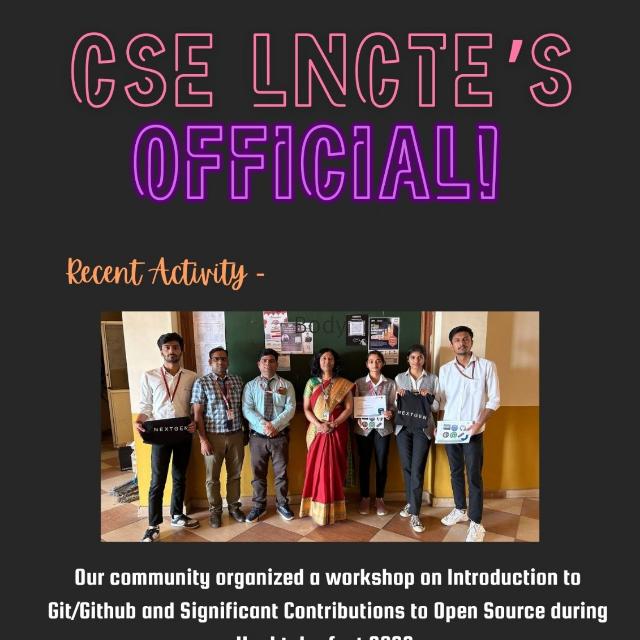 CSE LNCTE'S
OFFICIAL!
Recent Activity -
Body
NEXTGEN
NEXTGEN
Our community organized a workshop on Introduction to
Git/Github and Significant Contributions to Open Source during